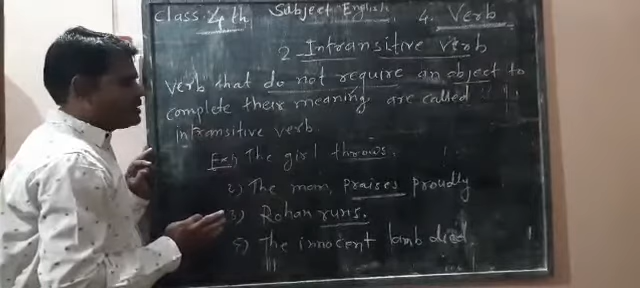 Class: 4th Subject English. 4. Verb
2 Intransitive verb
Verb that do not require an object to
complete their meaning are called
intransitive verb.
Ex-1) The girl throws.
2) The man, praises proudly
3) Rohan runs.
The innocent lamb died.